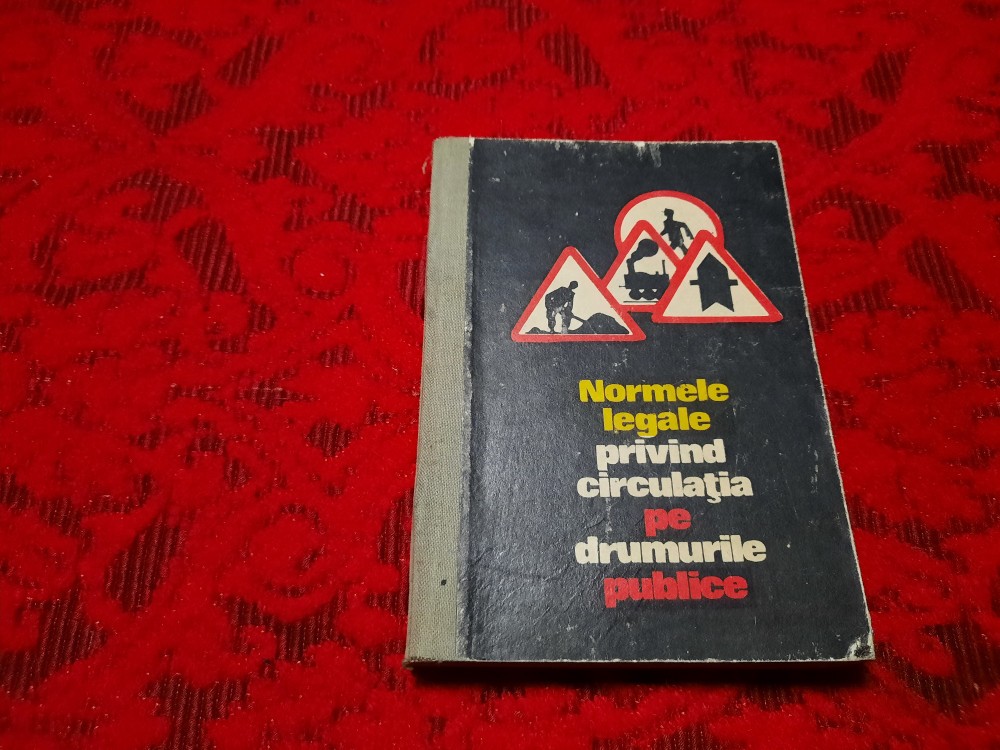 Normele
legale
privind
circulaţia
pe
drumurile
publice